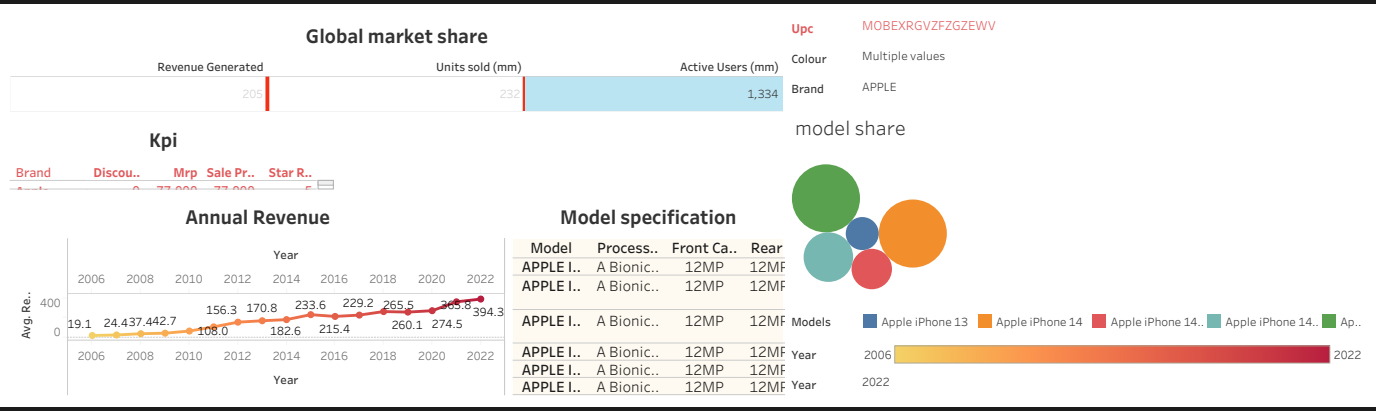 Global market share
Revenue Generated Units sold (mm) Active Users (mm)
205 232 1,334
Kpi
Brand Discou.. Mrp Sale Pr.. Star R..
Apple 0 77,000 77,000 5
Annual Revenue
Year
2006 2008 2010 2012 2014 2016 2018 2020 2022
Avg. Re..
400
0
19.1 24.4 37.4 42.7 108.0 156.3 170.8 182.6 233.6 215.4 229.2 265.5 260.1 274.5 365.8 394.3
2006 2008 2010 2012 2014 2016 2018 2020 2022
Year
Model specification
Model Process.. Front Ca.. Rear
APPLE I.. A Bionic.. 12MP 12MP
APPLE I.. A Bionic.. 12MP 12MP
APPLE I.. A Bionic.. 12MP 12MP
APPLE I.. A Bionic.. 12MP 12MP
APPLE I.. A Bionic.. 12MP 12MP
APPLE I.. A Bionic.. 12MP 12MP
Upc MOBEXRGVZFZGZEWV
Colour Multiple values
Brand APPLE
model share
Models Apple iPhone 13 Apple iPhone 14 Apple iPhone 14.. Apple iPhone 14.. Ap..
Year 2006 2022
Year 2022